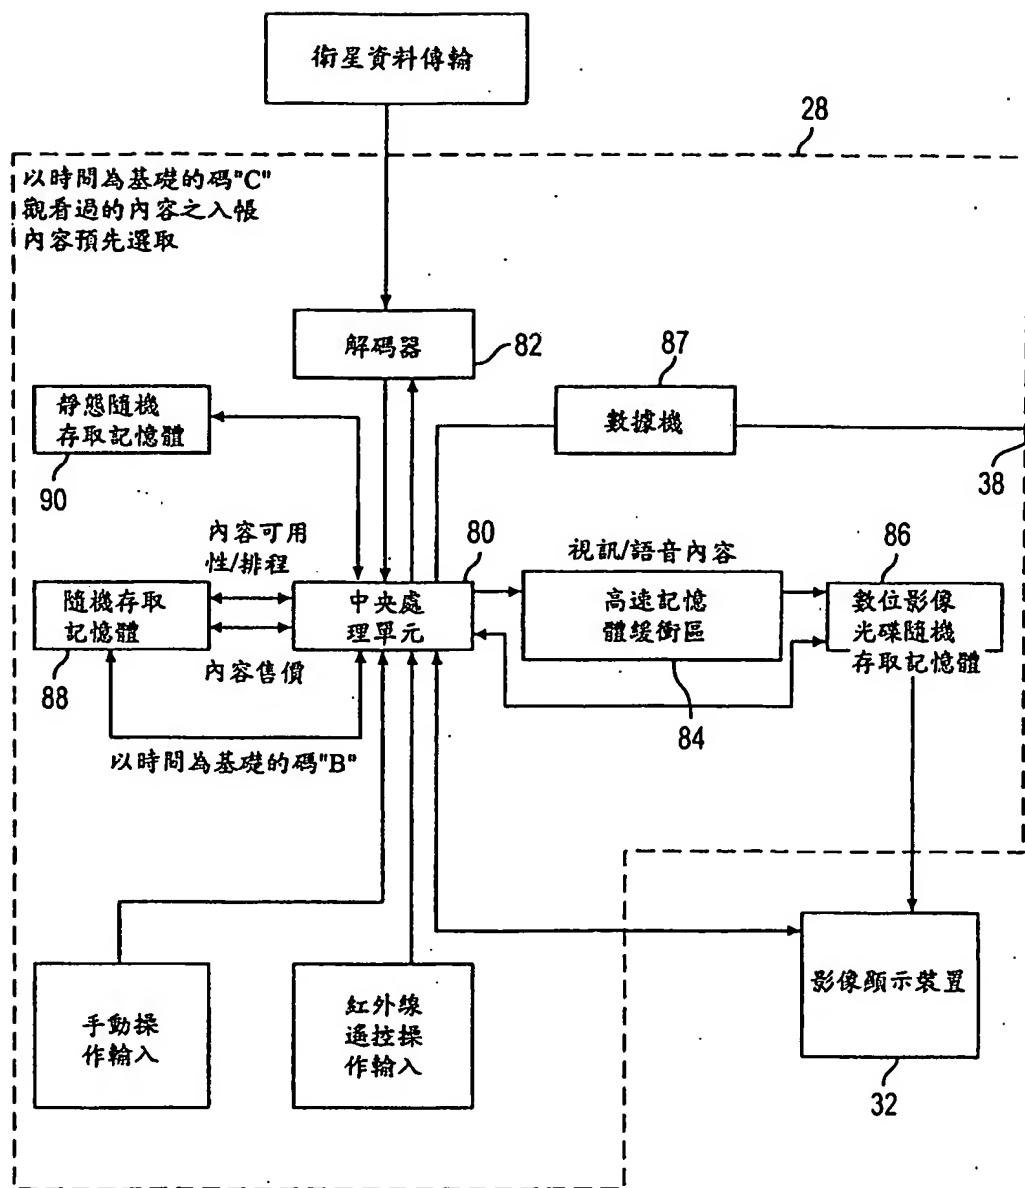 衛星資料傳輸
28
以時間為基礎的碼"C"
觀看過的內容之入帳
內容預先選取
解碼器
82
87
數據機
38
靜態隨機
存取記憶體
90
內容可用
性/排程
80
視訊/語音內容
86
隨機存取
記憶體
88
中央處
理單元
高速記憶
體緩衝區
84
數位影像
光碟隨機
存取記憶體
內容售價
以時間為基礎的碼"B"
手動操
作輸入
紅外線
遙控操
作輸入
影像顯示裝置
32